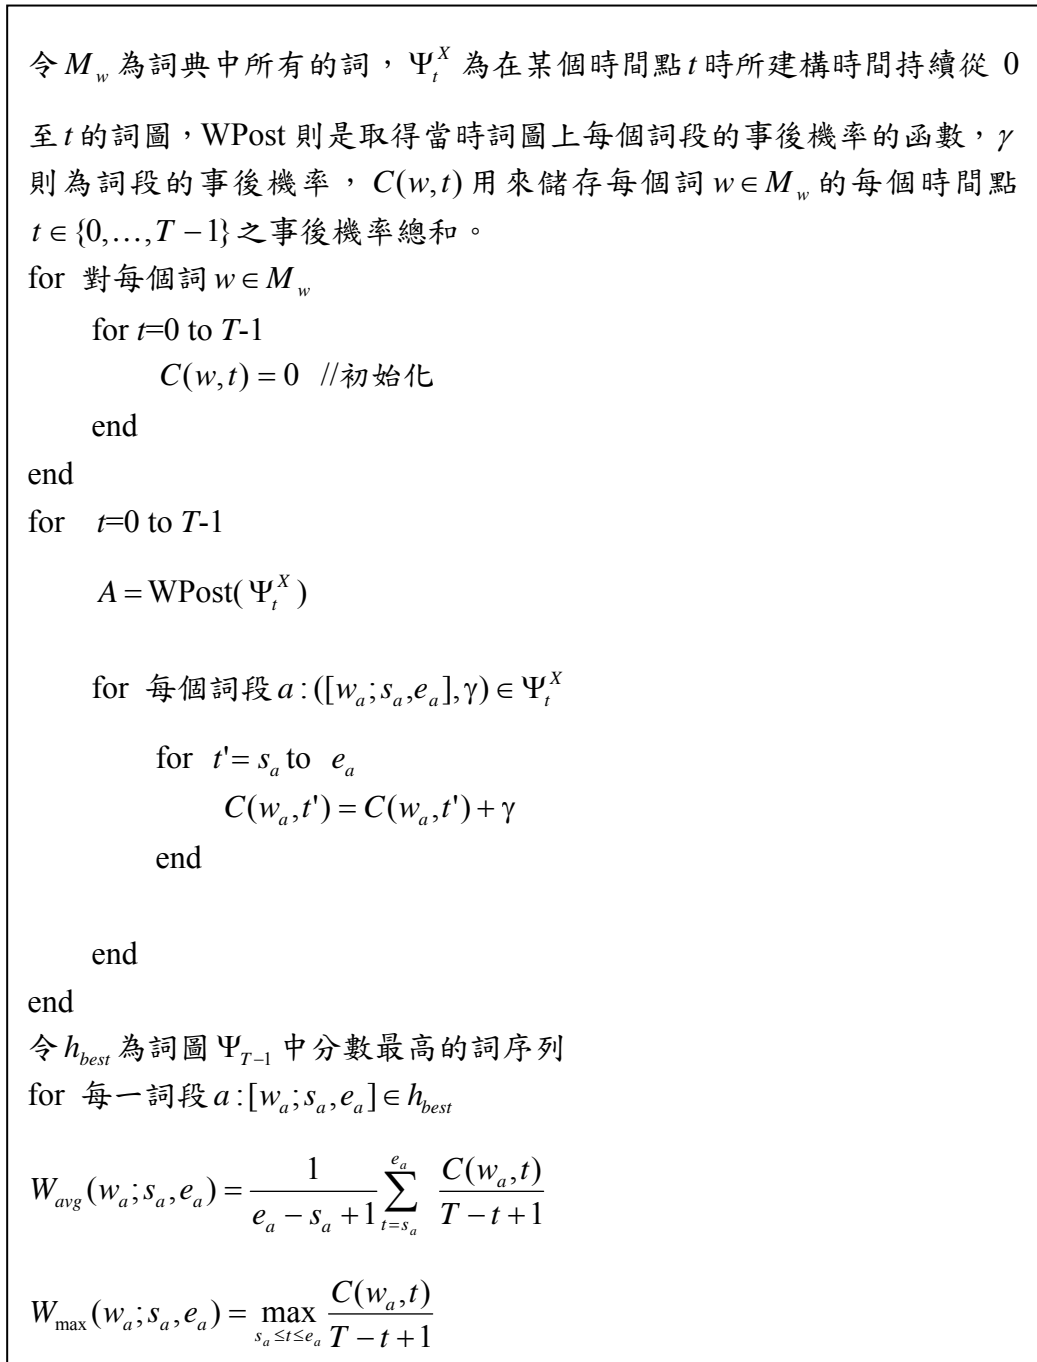 令 M_w 為詞典中所有的詞，Ψ_t^X 為在某個時間點 t 時所建構時間持續從 0
至 t 的詞圖，WPost 則是取得當時詞圖上每個詞段的事後機率的函數，γ
則為詞段的事後機率，C(w,t) 用來儲存每個詞 w∈M_w 的每個時間點
t∈{0,…,T−1} 之事後機率總和。
for 對每個詞 w∈M_w
for t=0 to T-1
C(w,t)=0 //初始化
end
end
for t=0 to T-1
A=WPost(Ψ_t^X)
for 每個詞段 a:([w_a;s_a,e_a],γ)∈Ψ_t^X
for t'=s_a to e_a
C(w_a,t')=C(w_a,t')+γ
end
end
end
令 h_best 為詞圖 Ψ_{T−1} 中分數最高的詞序列
for 每一詞段 a:[w_a;s_a,e_a]∈h_best
W_avg(w_a;s_a,e_a)=\frac{1}{e_a−s_a+1}\sum_{t=s_a}^{e_a}\frac{C(w_a,t)}{T−t+1}
W_max(w_a;s_a,e_a)=\max_{s_a≤t≤e_a}\frac{C(w_a,t)}{T−t+1}